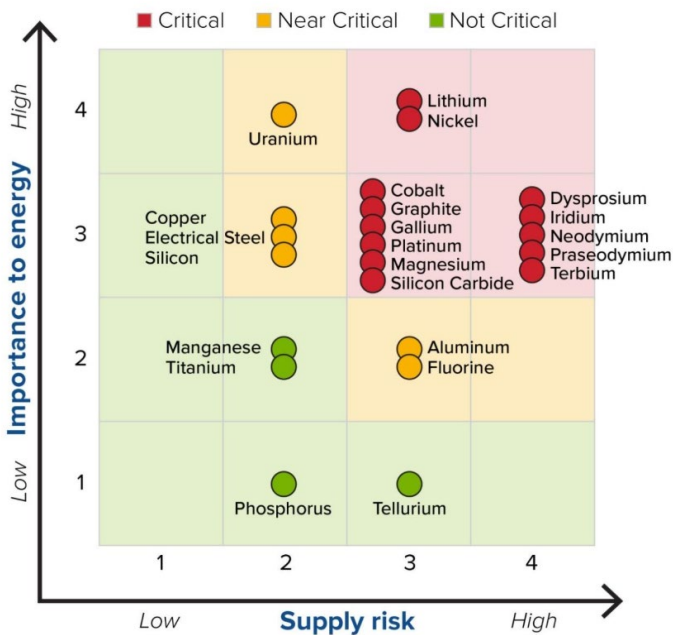 Critical Near Critical Not Critical
High
Importance to energy
Low
4
3
2
1
Uranium
Lithium
Nickel
Copper
Electrical Steel
Silicon
Cobalt
Graphite
Gallium
Platinum
Magnesium
Silicon Carbide
Dysprosium
Iridium
Neodymium
Praseodymium
Terbium
Manganese
Titanium
Aluminum
Fluorine
Phosphorus
Tellurium
1 2 3 4
Low Supply risk High